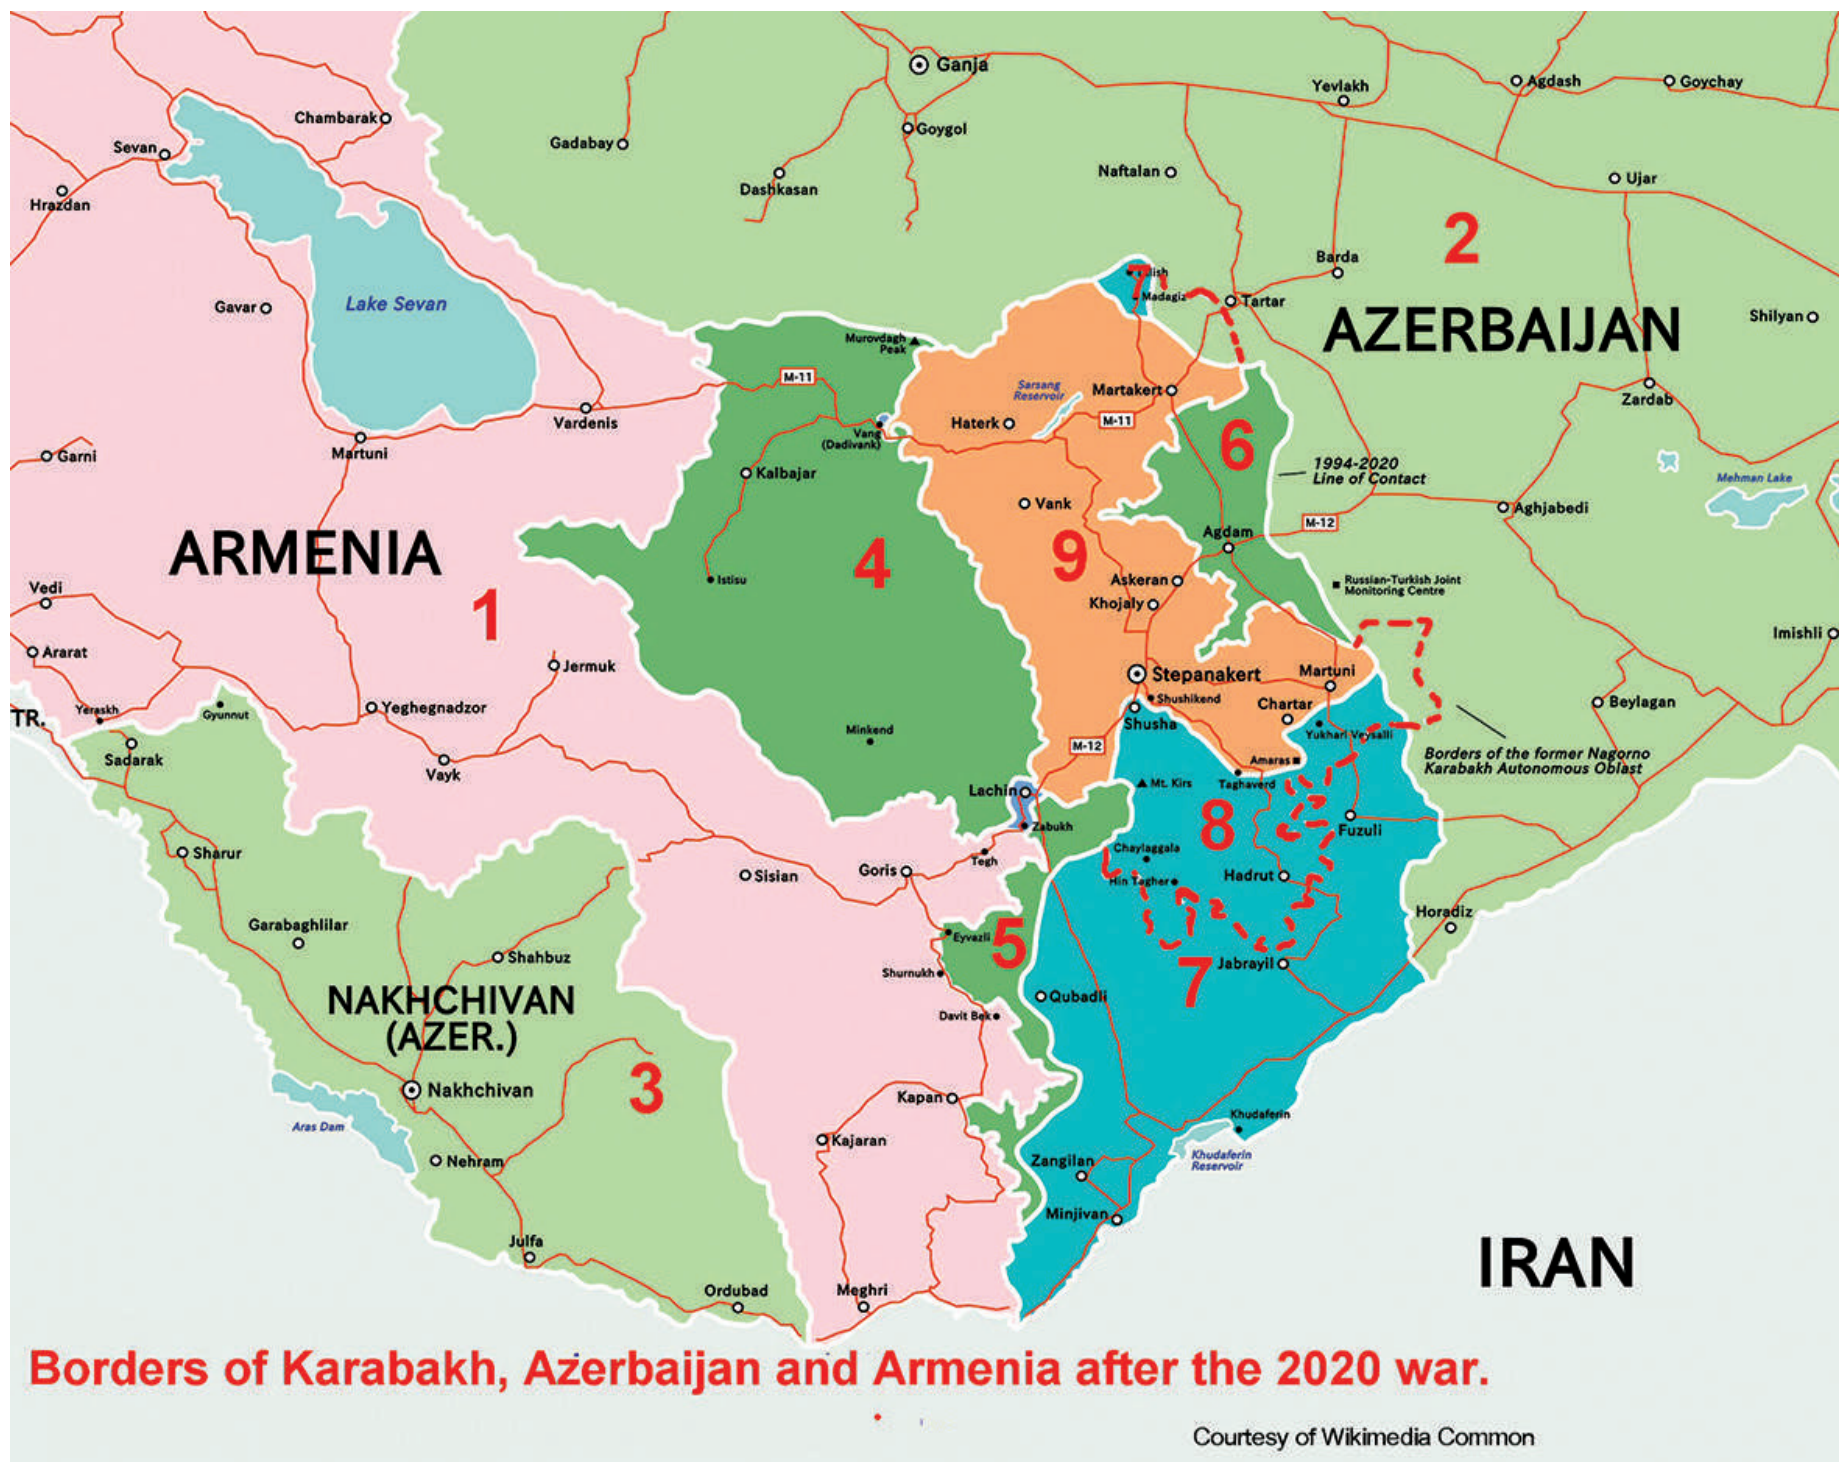 Ganja
Yevlakh
Agdash
Goychay
Chambarak
Goygol
Gadabay
Sevan
Naftalan
Ujar
Dashkasan
Hrazdan
2
Barda
7
Madagiz
Tartar
Gavar
Lake Sevan
AZERBAIJAN
Shilyan
Murovdagh
Peak
M-11
Sarsang
Reservoir
Martakert
Zardab
Vardenis
Haterk
M-11
Vang
(Dadivank)
6
Martuni
Garni
Kalbajar
1994-2020
Line of Contact
Mehman Lake
Vank
Aghjabedi
M-12
Agdam
ARMENIA
4
9
Istisu
Askeran
Russian-Turkish Joint
Monitoring Centre
Vedi
1
Khojaly
Imishli
Ararat
Jermuk
Stepanakert
Martuni
Shushikend
Chartar
Beylagan
Yeraskh
Gyunnut
Yeghegnadzor
TR.
Shusha
Minkend
Yukhari Veysalli
M-12
Borders of the former Nagorno
Karabakh Autonomous Oblast
Sadarak
Vayk
Amaras
Mt. Kirs
Taghaverd
Lachin
8
Zabukh
Fuzuli
Chaylaggala
Sharur
Tegh
Goris
Sisian
Hin Tagher
Hadrut
Garabaghlilar
Horadiz
Eyvazli
5
Shahbuz
Shurnukh
7
Jabrayil
NAKHCHIVAN
(AZER.)
Qubadli
Davit Bek
3
Nakhchivan
Kapan
Khudaferin
Aras Dam
Kajaran
Khudaferin
Reservoir
Nehram
Zangilan
Minjivan
Julfa
IRAN
Ordubad
Meghri
Borders of Karabakh, Azerbaijan and Armenia after the 2020 war.
Courtesy of Wikimedia Common